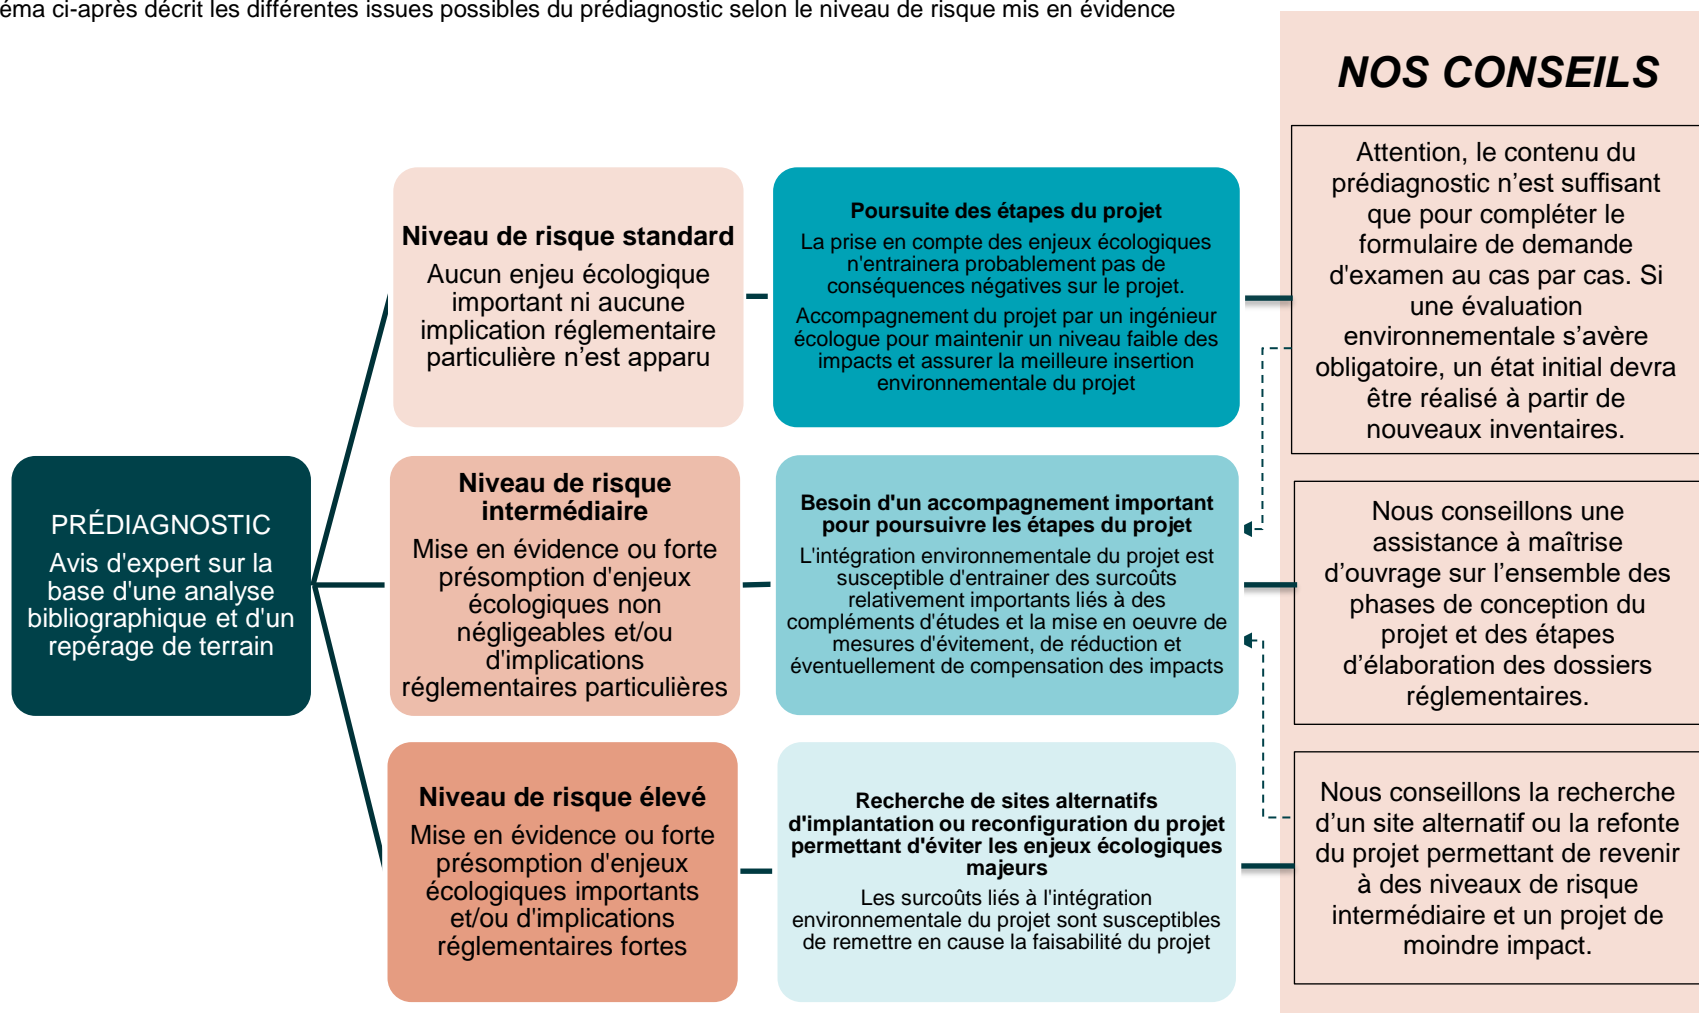 éma ci-après décrit les différentes issues possibles du prédiagnostic selon le niveau de risque mis en évidence
NOS CONSEILS
PRÉDIAGNOSTIC
Avis d'expert sur la
base d'une analyse
bibliographique et d'un
repérage de terrain
Niveau de risque standard
Aucun enjeu écologique
important ni aucune
implication réglementaire
particulière n’est apparu
Poursuite des étapes du projet
La prise en compte des enjeux écologiques
n'entrainera probablement pas de
conséquences négatives sur le projet.
Accompagnement du projet par un ingénieur
écologue pour maintenir un niveau faible des
impacts et assurer la meilleure insertion
environnementale du projet
Attention, le contenu du
prédiagnostic n’est suffisant
que pour compléter le
formulaire de demande
d'examen au cas par cas. Si
une évaluation
environnementale s’avère
obligatoire, un état initial devra
être réalisé à partir de
nouveaux inventaires.
Niveau de risque
intermédiaire
Mise en évidence ou forte
présomption d'enjeux
écologiques non
négligeables et/ou
d'implications
réglementaires particulières
Besoin d'un accompagnement important
pour poursuivre les étapes du projet
L'intégration environnementale du projet est
susceptible d'entrainer des surcoûts
relativement importants liés à des
compléments d'études et la mise en oeuvre de
mesures d'évitement, de réduction et
éventuellement de compensation des impacts
Nous conseillons une
assistance à maîtrise
d’ouvrage sur l’ensemble des
phases de conception du
projet et des étapes
d’élaboration des dossiers
réglementaires.
Niveau de risque élevé
Mise en évidence ou forte
présomption d'enjeux
écologiques importants
et/ou d'implications
réglementaires fortes
Recherche de sites alternatifs
d'implantation ou reconfiguration du projet
permettant d'éviter les enjeux écologiques
majeurs
Les surcoûts liés à l'intégration
environnementale du projet sont susceptibles
de remettre en cause la faisabilité du projet
Nous conseillons la recherche
d’un site alternatif ou la refonte
du projet permettant de revenir
à des niveaux de risque
intermédiaire et un projet de
moindre impact.